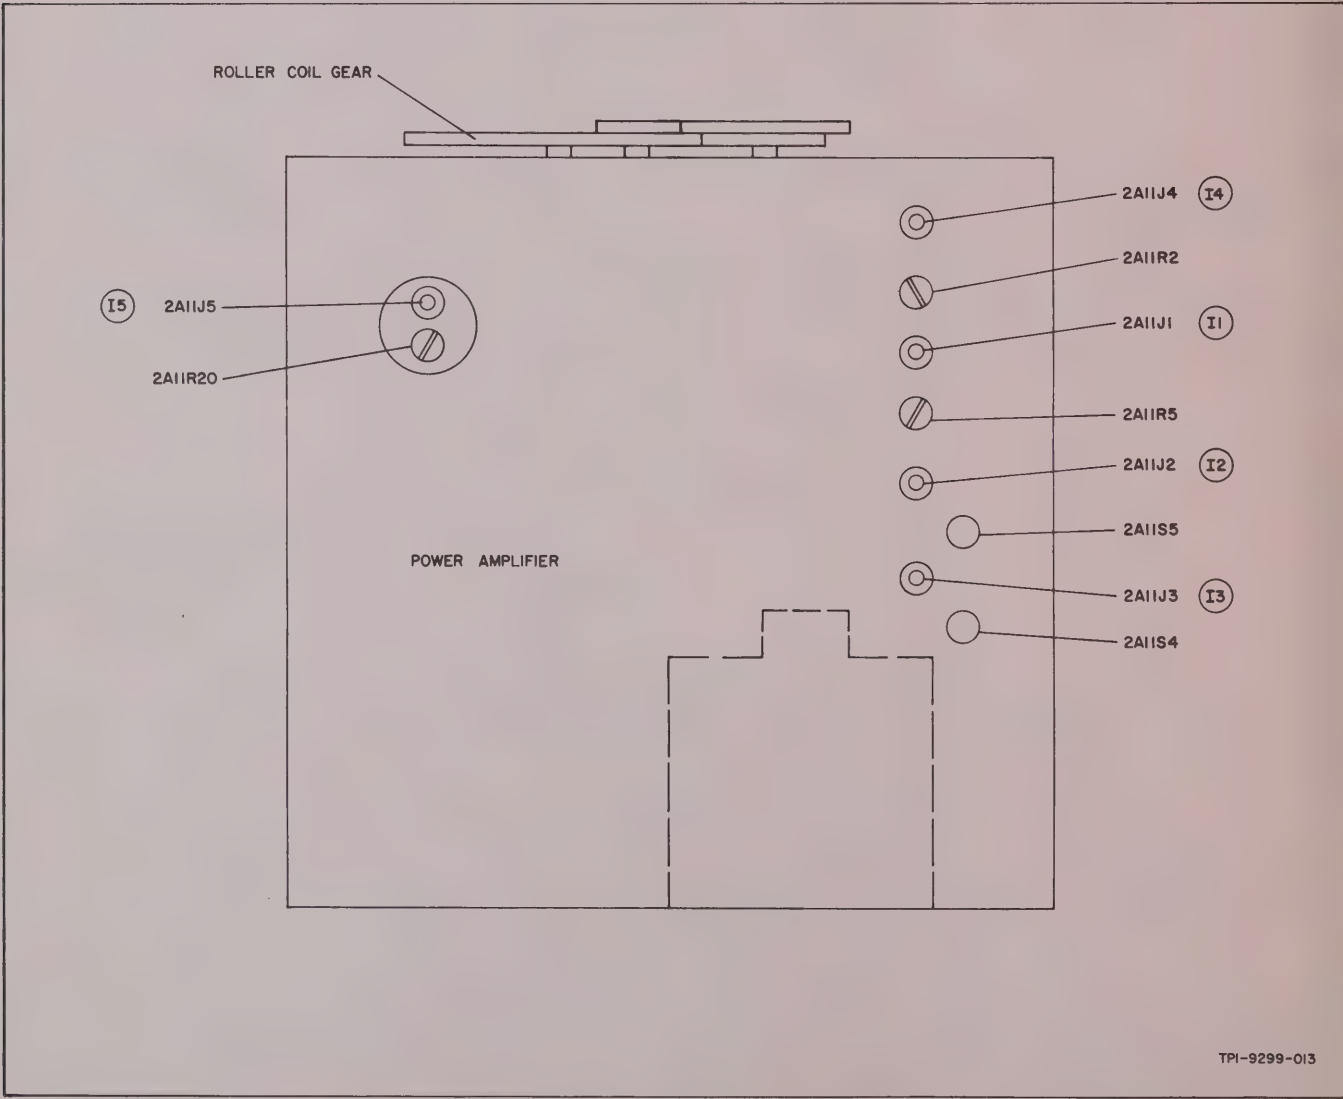 ROLLER COIL GEAR
2A11J4 I4
2A11R2
I5 2A11J5
2A11J1 I1
2A11R20
2A11R5
2A11J2 I2
2A11S5
POWER AMPLIFIER
2A11J3 I3
2A11S4
TP1-9299-013